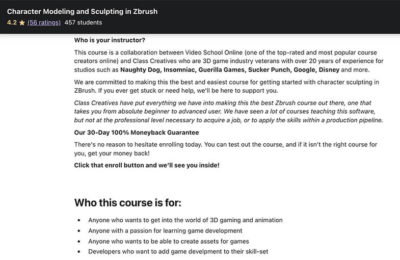 Character Modeling and Sculpting in Zbrush
4.2 ★ (56 ratings) 457 students
Who is your instructor?
This course is a collaboration between Video School Online (one of the top-rated and most popular course
creators online) and Class Creatives who are 3D game industry veterans with over 20 years of experience for
studios such as Naughty Dog, Insomniac, Guerilla Games, Sucker Punch, Google, Disney and more.
We are committed to making this the best and easiest course for getting started with character sculpting in
ZBrush. If you ever get stuck or need help, we'll be here to support you.
Class Creatives have put everything we have into making this the best Zbrush course out there, one that
takes you from absolute beginner to advanced user. We have seen a lot of courses teaching this software,
but not at the professional level necessary to acquire a job, or to apply the skills within a production pipeline.
Our 30-Day 100% Moneyback Guarantee
There's no reason to hesitate enrolling today. You can test out the course, and if it isn't the right course for
you, get your money back!
Click that enroll button and we'll see you inside!
Who this course is for:
• Anyone who wants to get into the world of 3D gaming and animation
• Anyone with a passion for learning game development
• Anyone who wants to be able to create assets for games
• Developers who want to add game develpment to their skill-set